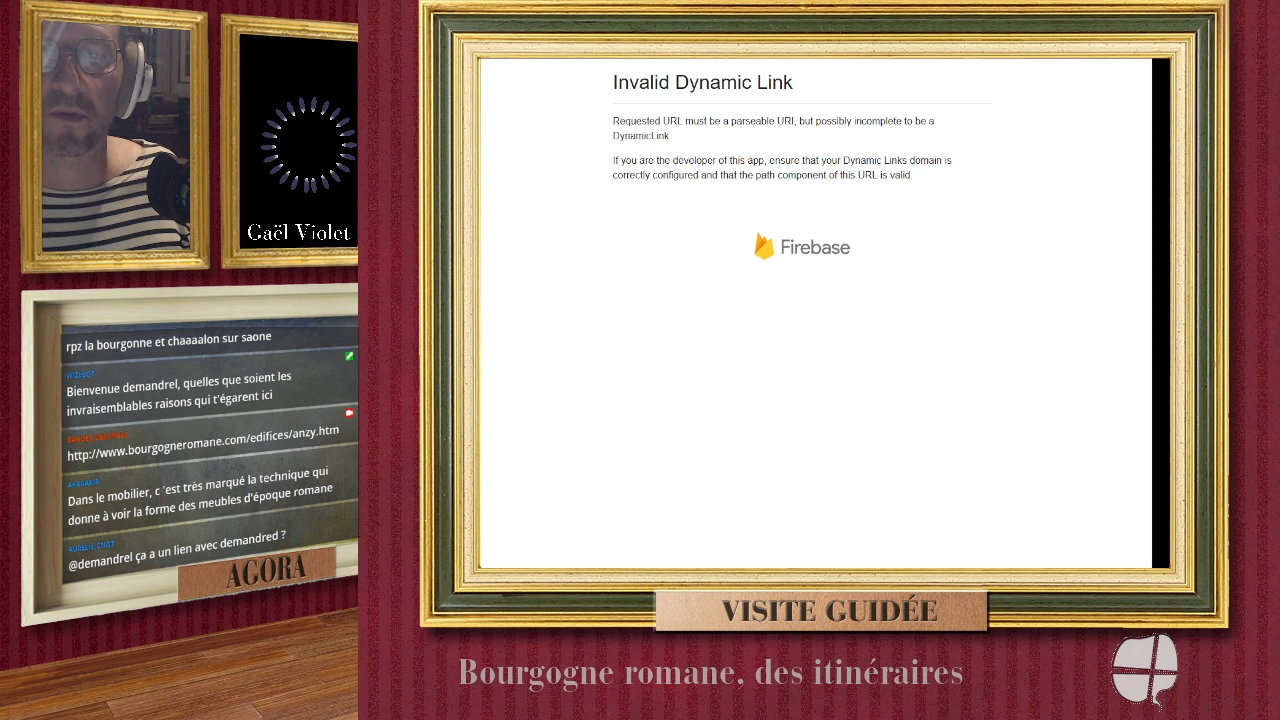 Gaël Violet
rpz la bourgonne et chaaaalon sur saone
WIZEBOT
Bienvenue demandrel, quelles que soient les
invraisemblables raisons qui t'égarent ici
http://www.bourgogneromane.com/edifices/anzy.htm
Dans le mobilier, c 'est très marqué la technique qui
donne à voir la forme des meubles d'époque romane
@demandrel ça a un lien avec demandred ?
AGORA
Invalid Dynamic Link
Requested URL must be a parseable URI, but possibly incomplete to be a
DynamicLink.
If you are the developer of this app, ensure that your Dynamic Links domain is
correctly configured and that the path component of this URL is valid.
Firebase
VISITE GUIDÉE
Bourgogne romane, des itinéraires